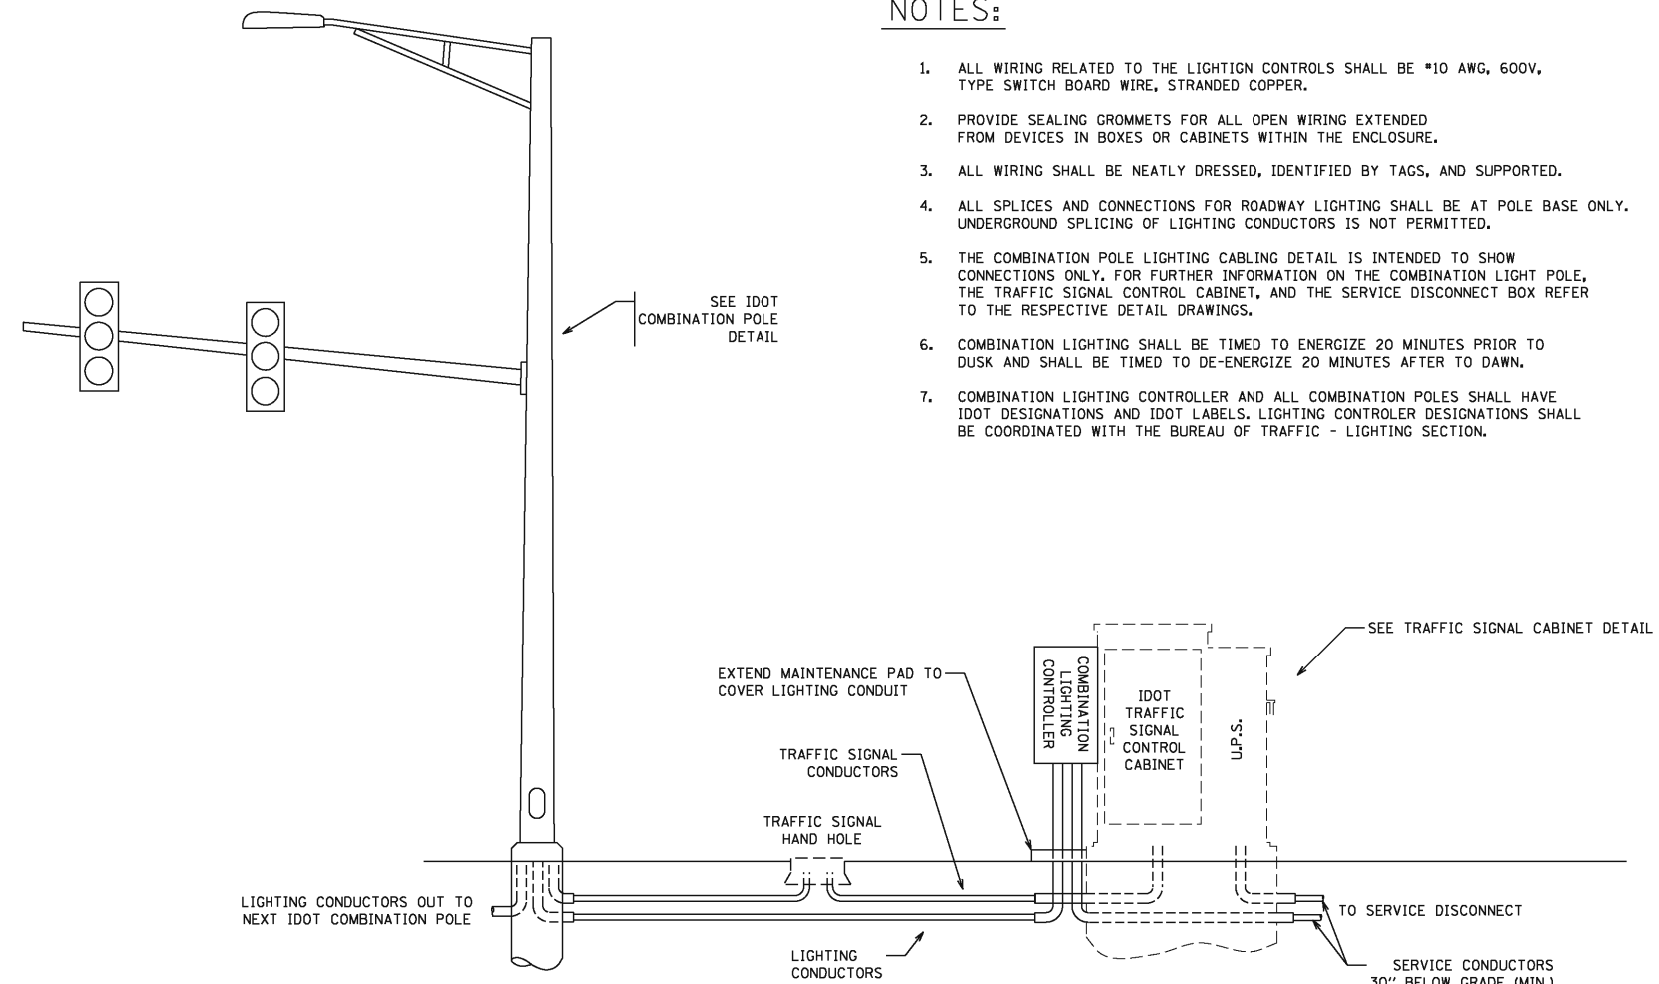 NOTES:
1. ALL WIRING RELATED TO THE LIGHTIGN CONTROLS SHALL BE #10 AWG, 600V,
TYPE SWITCH BOARD WIRE, STRANDED COPPER.
2. PROVIDE SEALING GROMMETS FOR ALL OPEN WIRING EXTENDED
FROM DEVICES IN BOXES OR CABINETS WITHIN THE ENCLOSURE.
3. ALL WIRING SHALL BE NEATLY DRESSED, IDENTIFIED BY TAGS, AND SUPPORTED.
4. ALL SPLICES AND CONNECTIONS FOR ROADWAY LIGHTING SHALL BE AT POLE BASE ONLY.
UNDERGROUND SPLICING OF LIGHTING CONDUCTORS IS NOT PERMITTED.
5. THE COMBINATION POLE LIGHTING CABLING DETAIL IS INTENDED TO SHOW
CONNECTIONS ONLY. FOR FURTHER INFORMATION ON THE COMBINATION LIGHT POLE,
THE TRAFFIC SIGNAL CONTROL CABINET, AND THE SERVICE DISCONNECT BOX REFER
TO THE RESPECTIVE DETAIL DRAWINGS.
6. COMBINATION LIGHTING SHALL BE TIMED TO ENERGIZE 20 MINUTES PRIOR TO
DUSK AND SHALL BE TIMED TO DE-ENERGIZE 20 MINUTES AFTER TO DAWN.
7. COMBINATION LIGHTING CONTROLLER AND ALL COMBINATION POLES SHALL HAVE
IDOT DESIGNATIONS AND IDOT LABELS. LIGHTING CONTROLER DESIGNATIONS SHALL
BE COORDINATED WITH THE BUREAU OF TRAFFIC - LIGHTING SECTION.
SEE IDOT
COMBINATION POLE
DETAIL
SEE TRAFFIC SIGNAL CABINET DETAIL
EXTEND MAINTENANCE PAD TO
COVER LIGHTING CONDUIT
COMBINATION
LIGHTING
CONTROLLER
IDOT
TRAFFIC
SIGNAL
CONTROL
CABINET
U.P.S.
TRAFFIC SIGNAL
CONDUCTORS
TRAFFIC SIGNAL
HAND HOLE
LIGHTING CONDUCTORS OUT TO
NEXT IDOT COMBINATION POLE
TO SERVICE DISCONNECT
LIGHTING
CONDUCTORS
SERVICE CONDUCTORS
30" BELOW GRADE (MIN.)